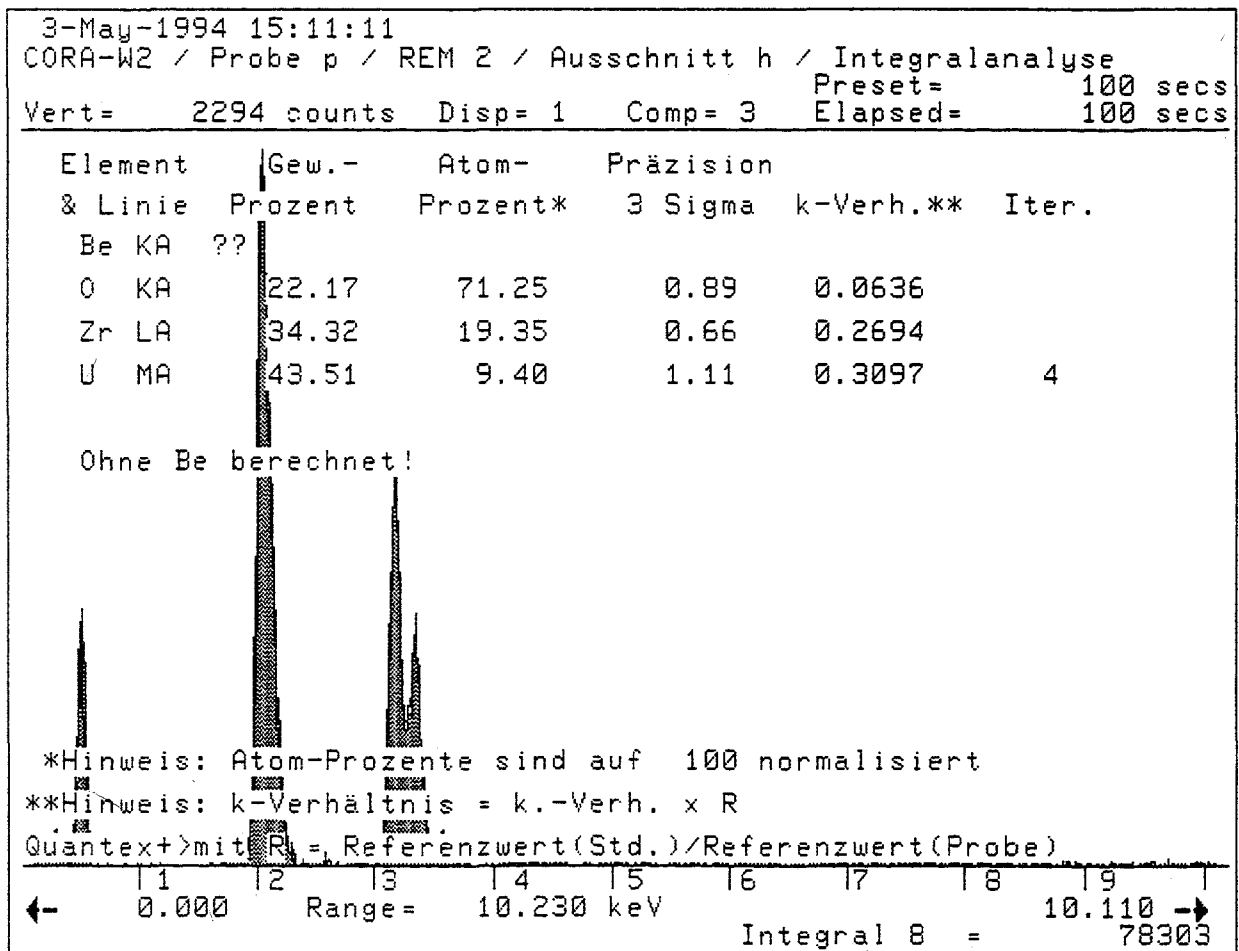 3-May-1994 15:11:11
CORA-W2 / Probe p / REM 2 / Ausschnitt h / Integralanalyse
Preset= 100 secs
Vert= 2294 counts Disp= 1 Comp= 3 Elapsed= 100 secs
Element Gew.- Atom- Präzision
& Linie Prozent Prozent* 3 Sigma k-Verh.** Iter.
Be KA ??
O KA 22.17 71.25 0.89 0.0636
Zr LA 34.32 19.35 0.66 0.2694
U MA 43.51 9.40 1.11 0.3097 4
Ohne Be berechnet!
*Hinweis: Atom-Prozente sind auf 100 normalisiert
**Hinweis: k-Verhältnis = k.-Verh. x R
Quantex+>mit R = Referenzwert(Std.)/Referenzwert(Probe)
1 2 3 4 5 6 7 8 9
← 0.000 Range= 10.230 keV 10.110 →
Integral 8 = 78303